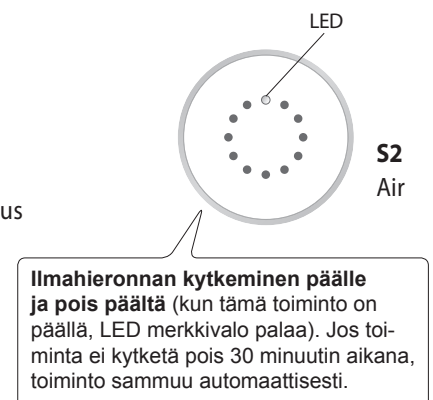 LED
S2
Air
us
Ilmahieronnan kytkeminen päälle
ja pois päältä (kun tämä toiminto on
päällä, LED merkkivalo palaa). Jos toi-
minta ei kytketä pois 30 minuutin aikana,
toiminto sammuu automaattisesti.